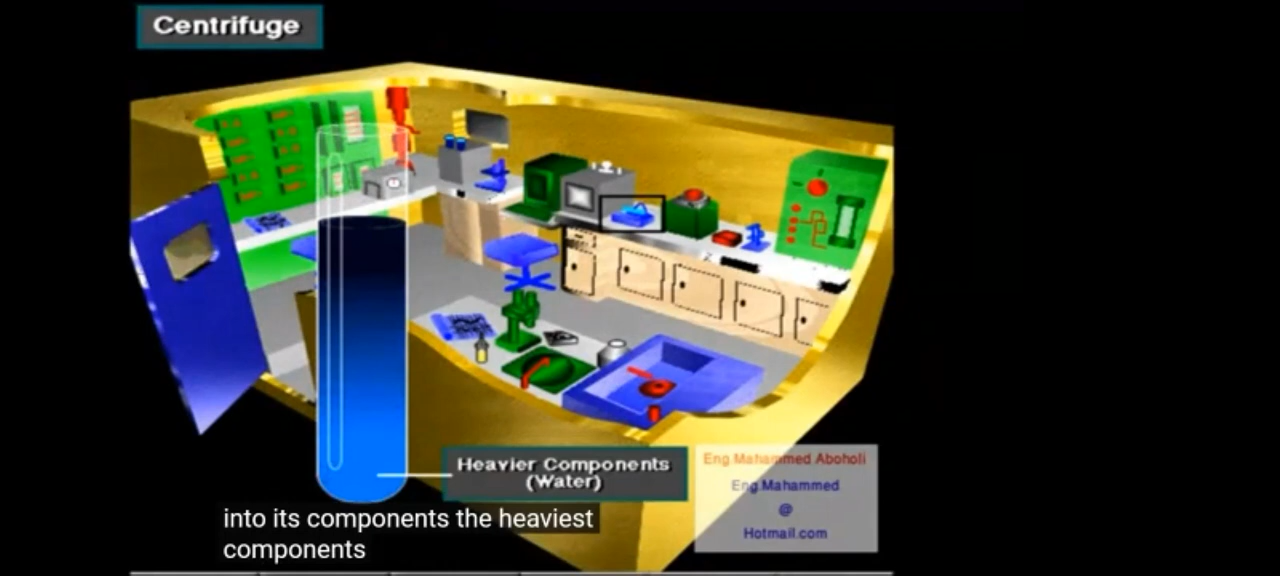 Centrifuge
Heavier Components
(Water)
Eng.Mahammed Aboholi
Eng.Mahammed
@
Hotmail.com
into its components the heaviest
components